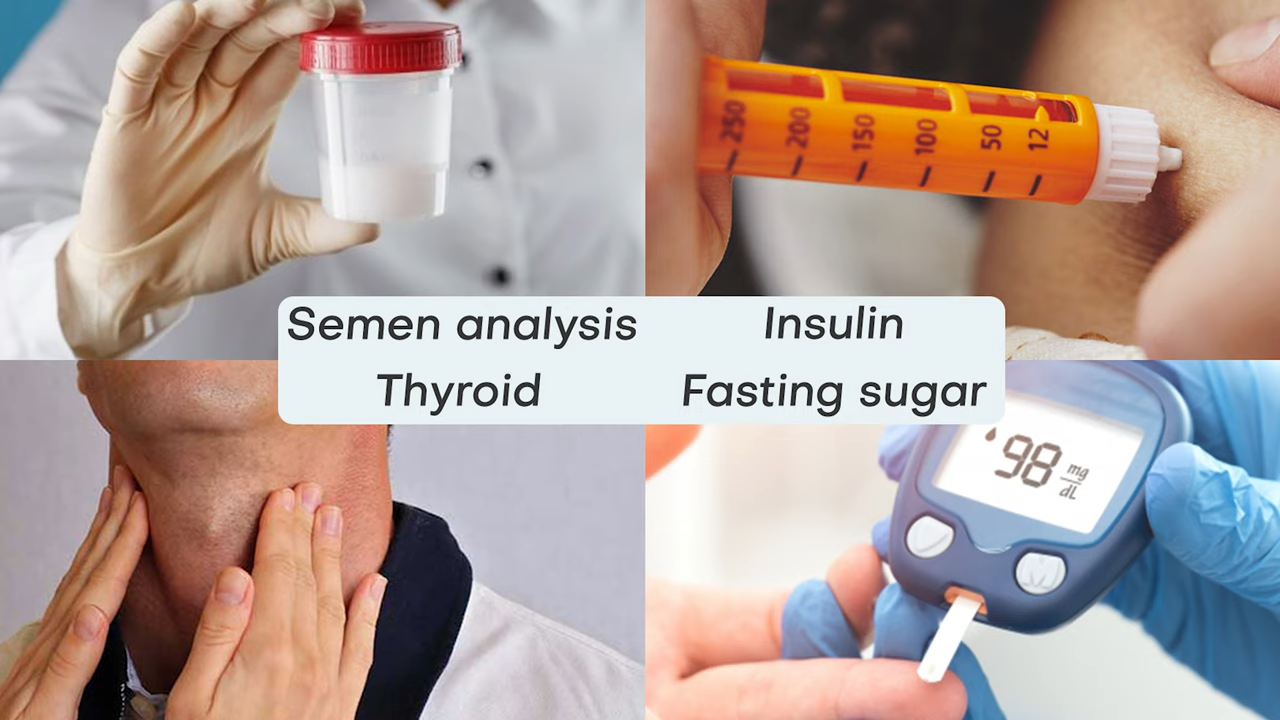 250 200 150 100 50 12
Semen analysis
Insulin
Thyroid
Fasting sugar
98 mg/dL